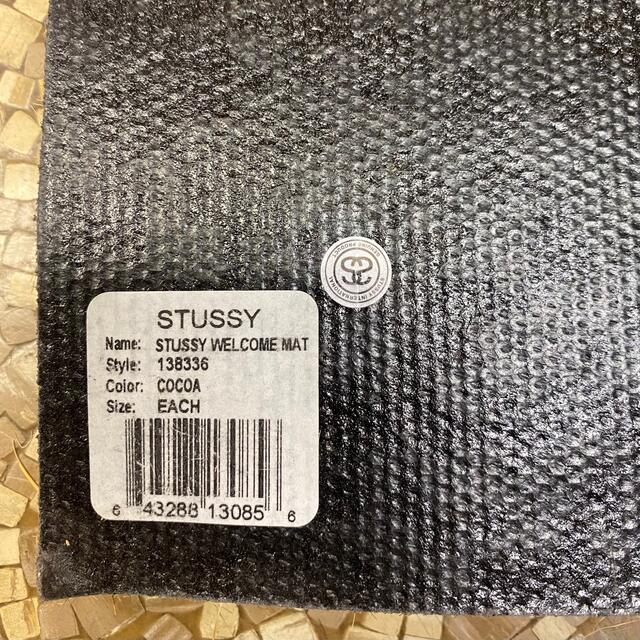 STUSSY
Name: STUSSY WELCOME MAT
Style: 138336
Color: COCOA
Size: EACH
6 43288 13085 6